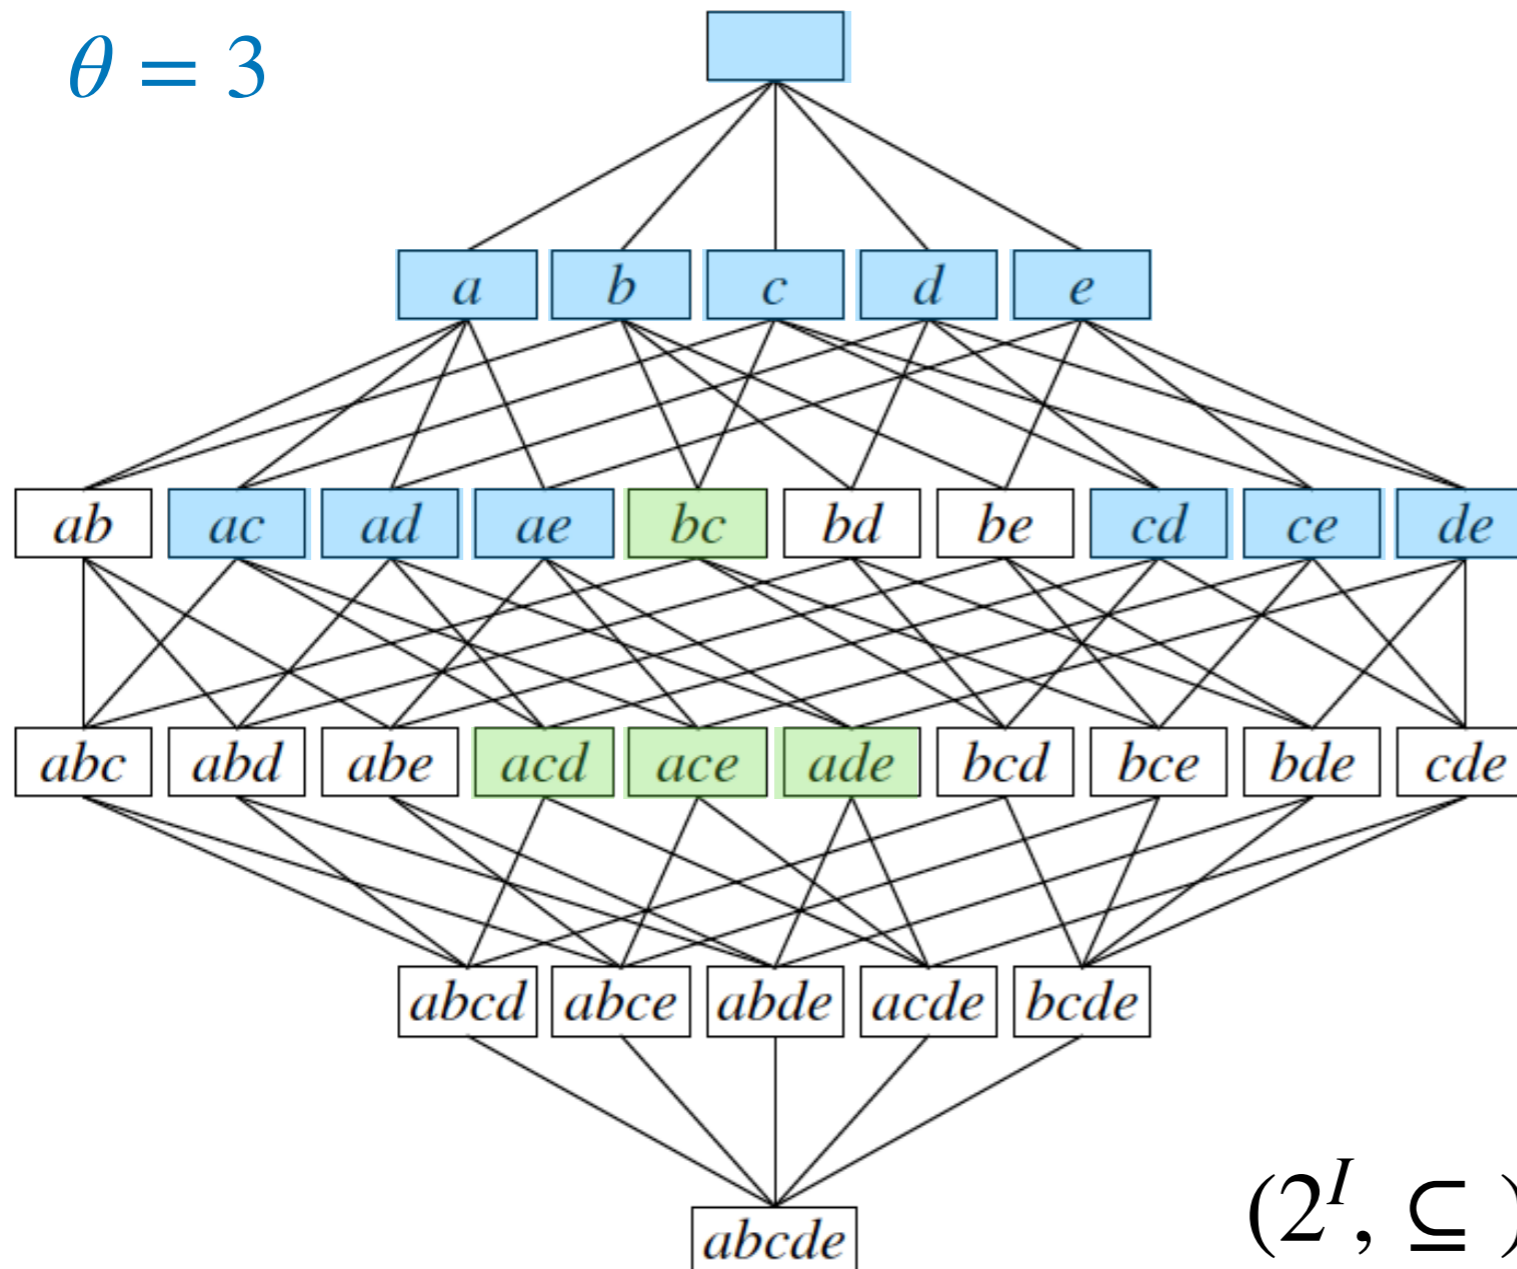 θ = 3
a b c d e
ab ac ad ae bc bd be cd ce de
abc abd abe acd ace ade bcd bce bde cde
abcd abce abde acde bcde
abcde
(2^I, ⊆ )